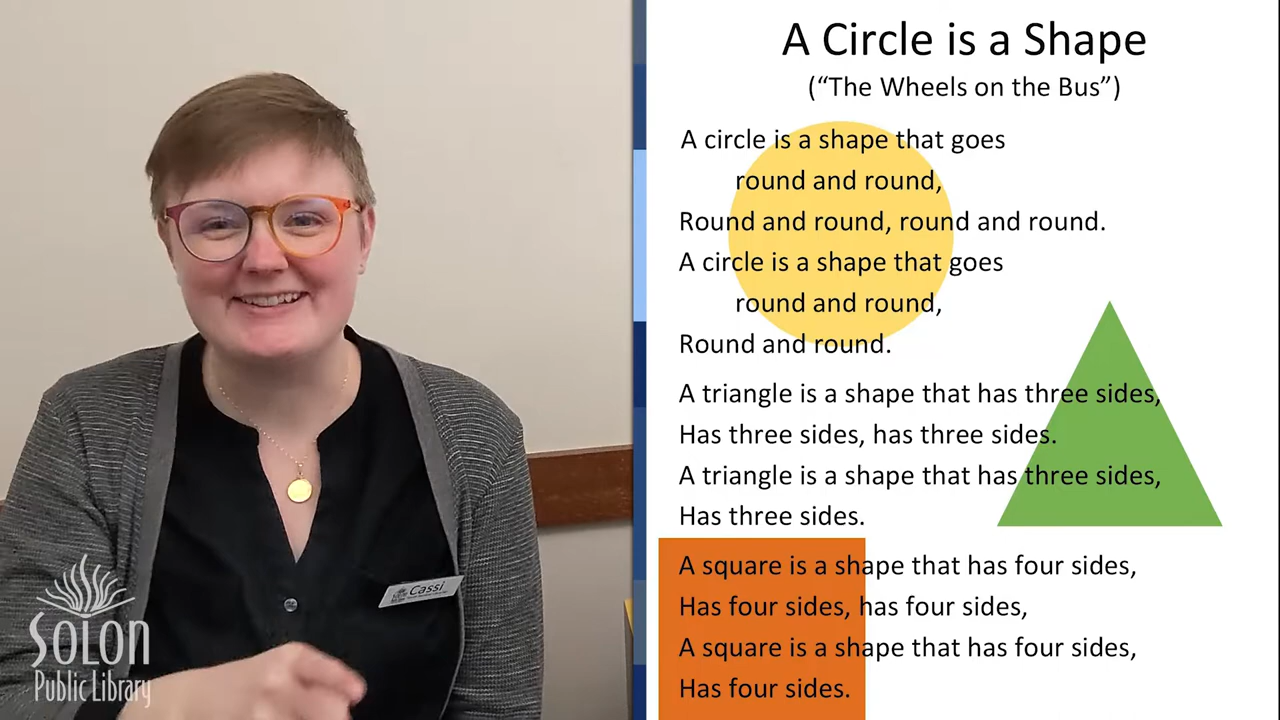 A Circle is a Shape
(“The Wheels on the Bus”)
A circle is a shape that goes
round and round,
Round and round, round and round.
A circle is a shape that goes
round and round,
Round and round.
A triangle is a shape that has three sides,
Has three sides, has three sides.
A triangle is a shape that has three sides,
Has three sides.
A square is a shape that has four sides,
Has four sides, has four sides,
A square is a shape that has four sides,
Has four sides.
Cassi
SOLON
Public Library